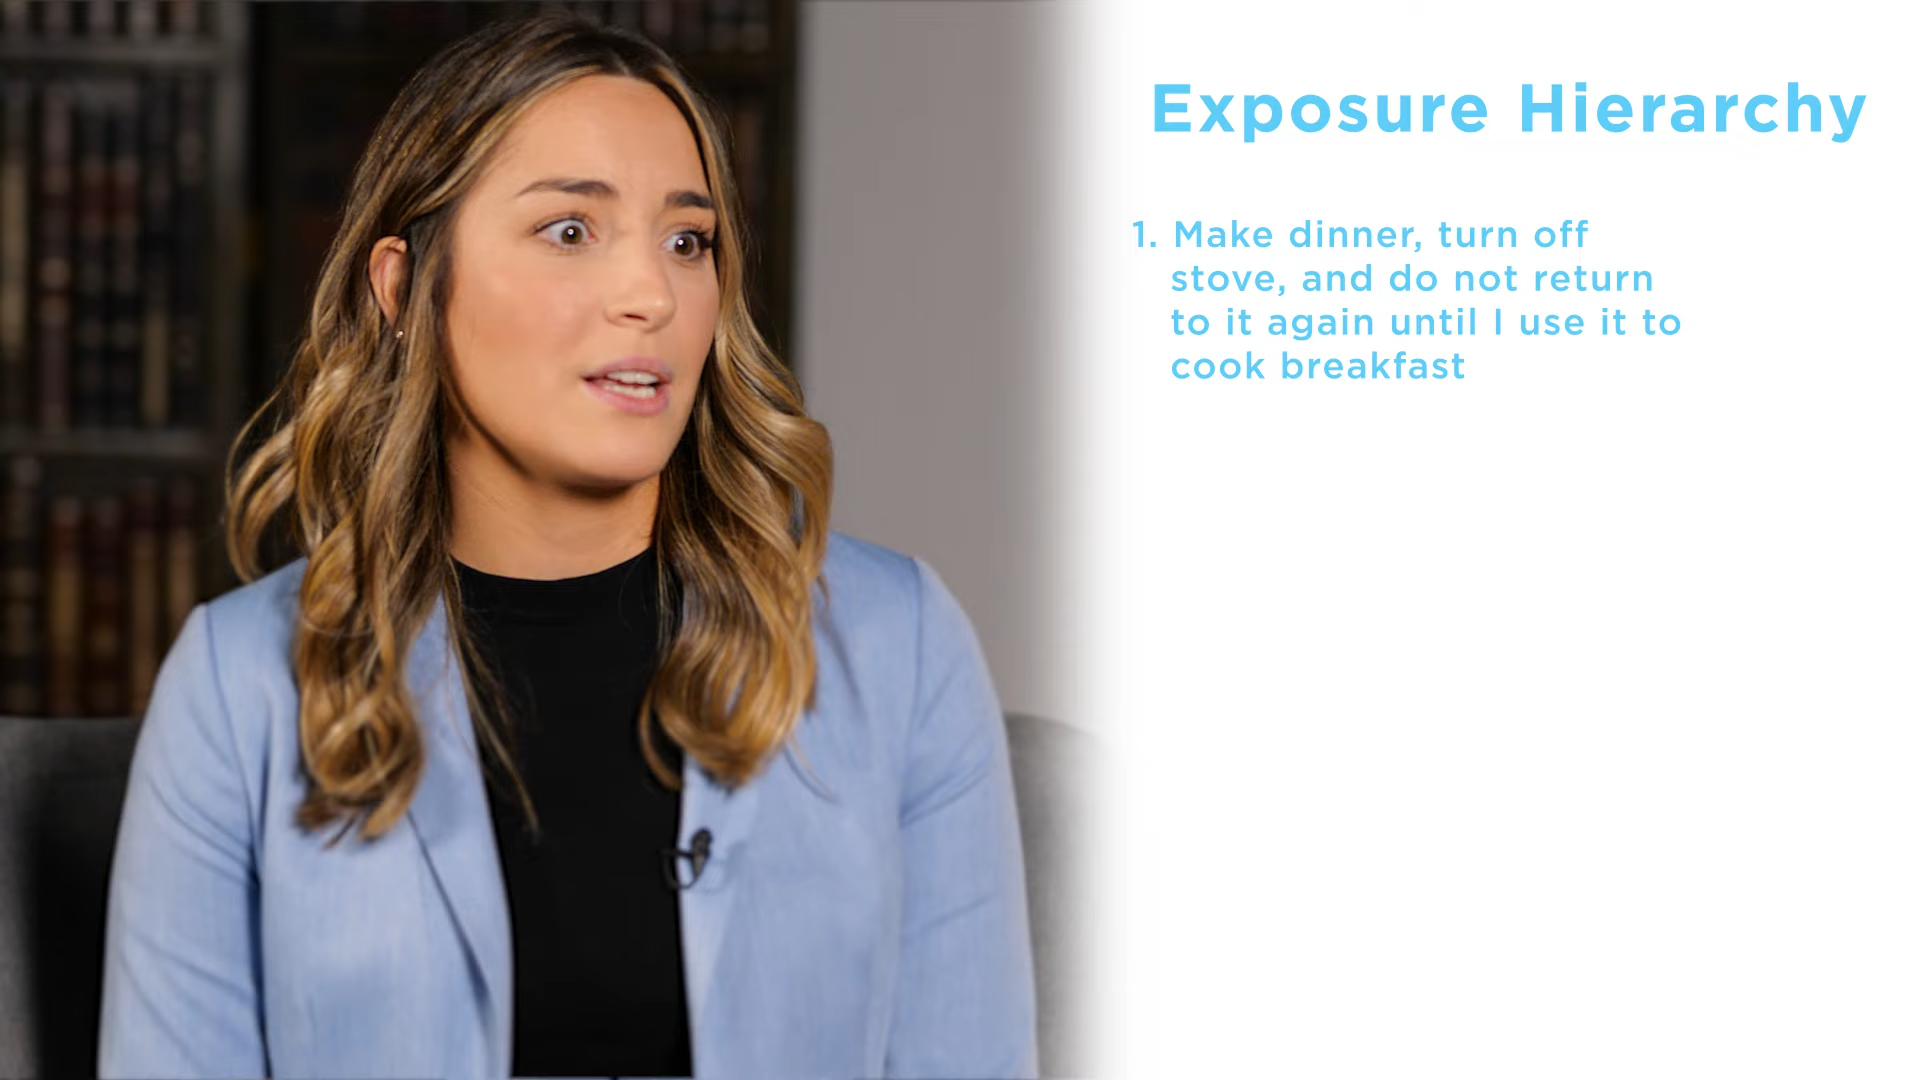 Exposure Hierarchy
1. Make dinner, turn off
stove, and do not return
to it again until I use it to
cook breakfast